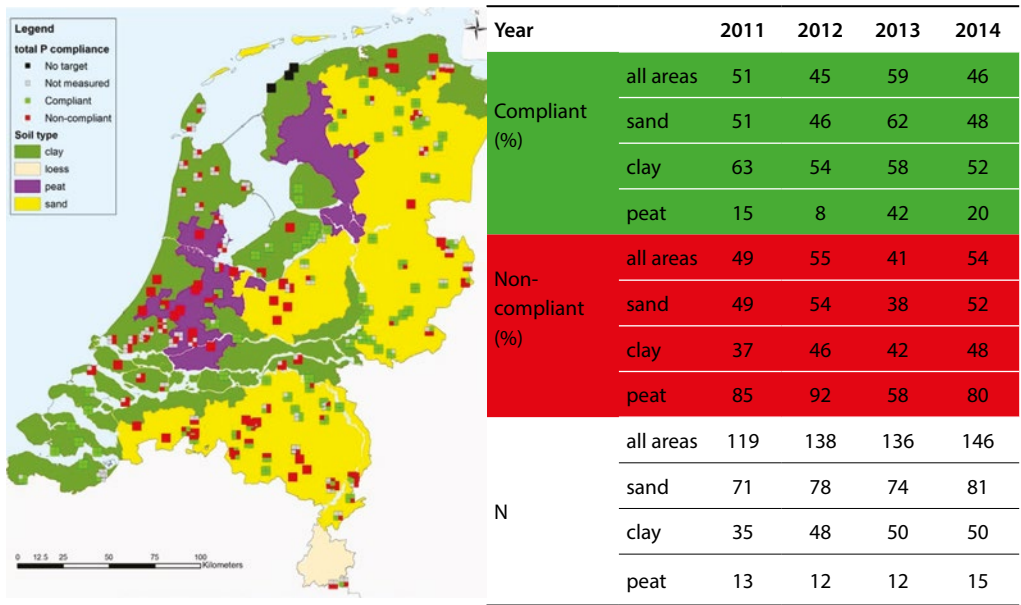 Legend
total P compliance
No target
Not measured
Compliant
Non-compliant
Soil type
clay
loess
peat
sand
0 12.5 25 50 75 100
Kilometers
Year 2011 2012 2013 2014
Compliant (%)
all areas 51 45 59 46
sand 51 46 62 48
clay 63 54 58 52
peat 15 8 42 20
Non-compliant (%)
all areas 49 55 41 54
sand 49 54 38 52
clay 37 46 42 48
peat 85 92 58 80
N
all areas 119 138 136 146
sand 71 78 74 81
clay 35 48 50 50
peat 13 12 12 15